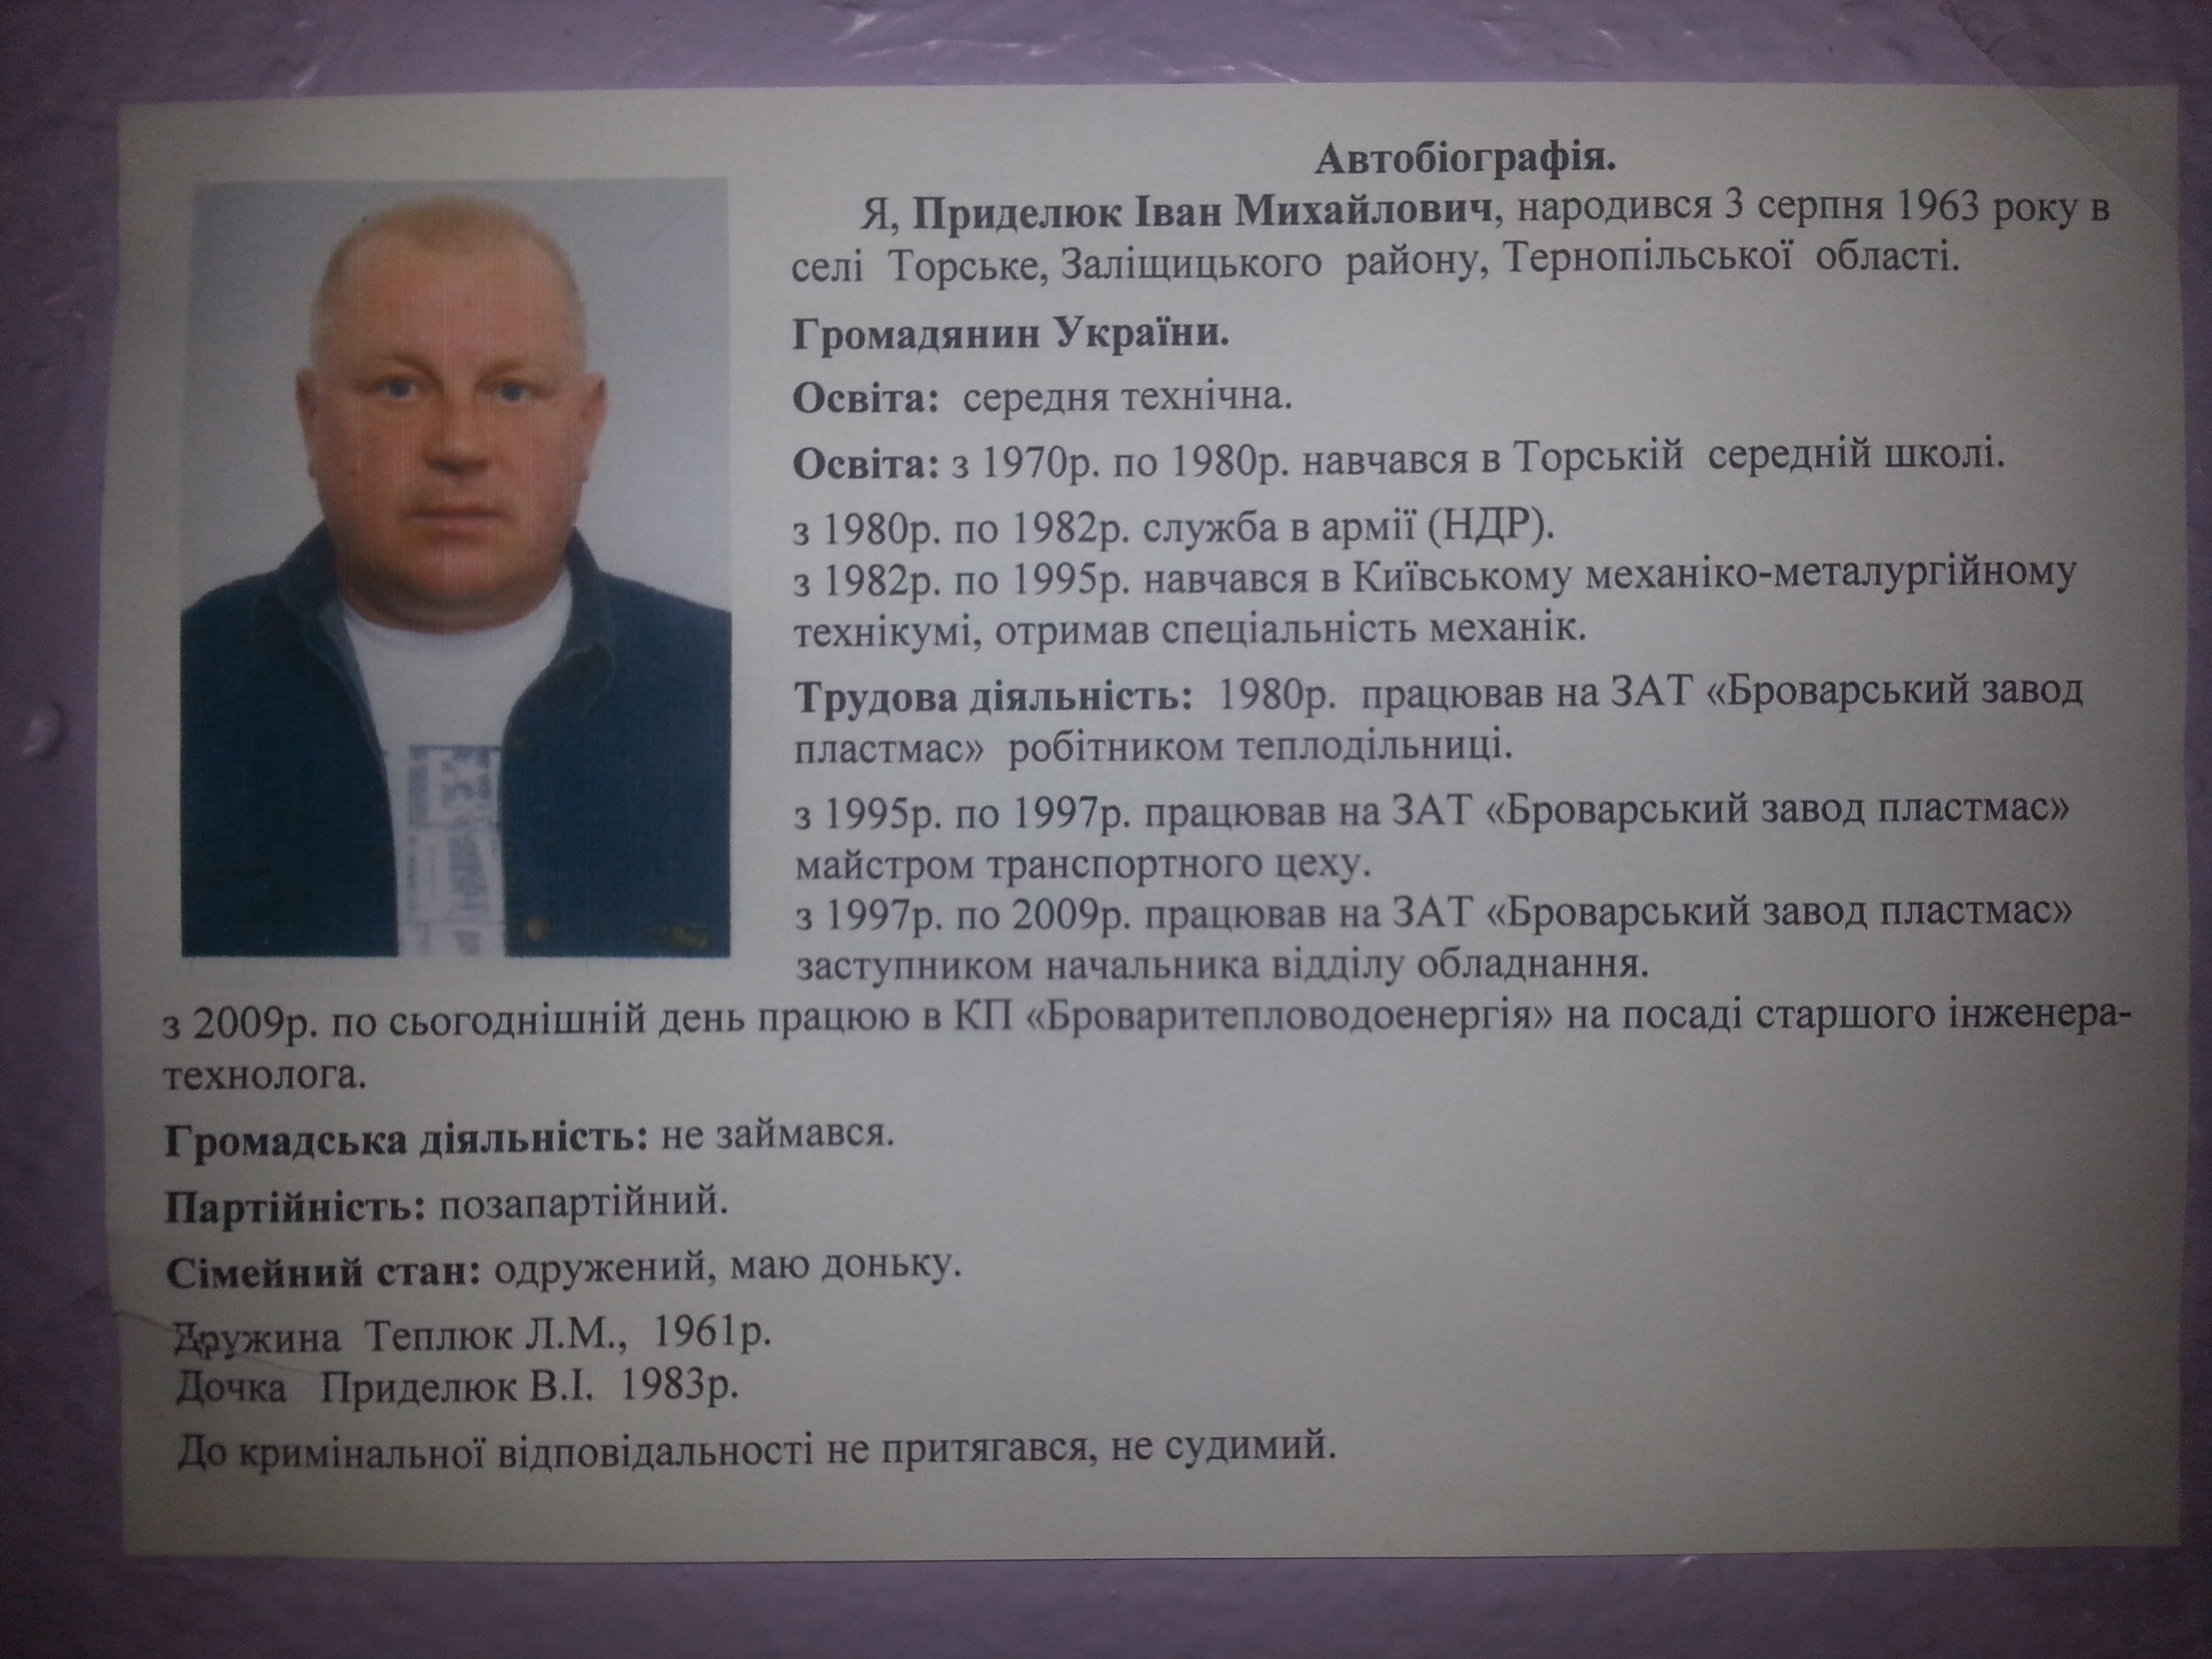 Автобіографія.
Я, Приделюк Іван Михайлович, народився 3 серпня 1963 року в
селі Торське, Заліщицького району, Тернопільської області.
Громадянин України.
Освіта: середня технічна.
Освіта: з 1970р. по 1980р. навчався в Торській середній школі.
з 1980р. по 1982р. служба в армії (НДР).
з 1982р. по 1995р. навчався в Київському механіко-металургійному
технікумі, отримав спеціальність механік.
Трудова діяльність: 1980р. працював на ЗАТ «Броварський завод
пластмас» робітником теплодільниці.
з 1995р. по 1997р. працював на ЗАТ «Броварський завод пластмас»
майстром транспортного цеху.
з 1997р. по 2009р. працював на ЗАТ «Броварський завод пластмас»
заступником начальника відділу обладнання.
з 2009р. по сьогоднішній день працюю в КП «Броваритепловодоенергія» на посаді старшого інженера-
технолога.
Громадська діяльність: не займався.
Партійність: позапартійний.
Сімейний стан: одружений, маю доньку.
Дружина Теплюк Л.М., 1961р.
Дочка Приделюк В.І. 1983р.
До кримінальної відповідальності не притягався, не судимий.